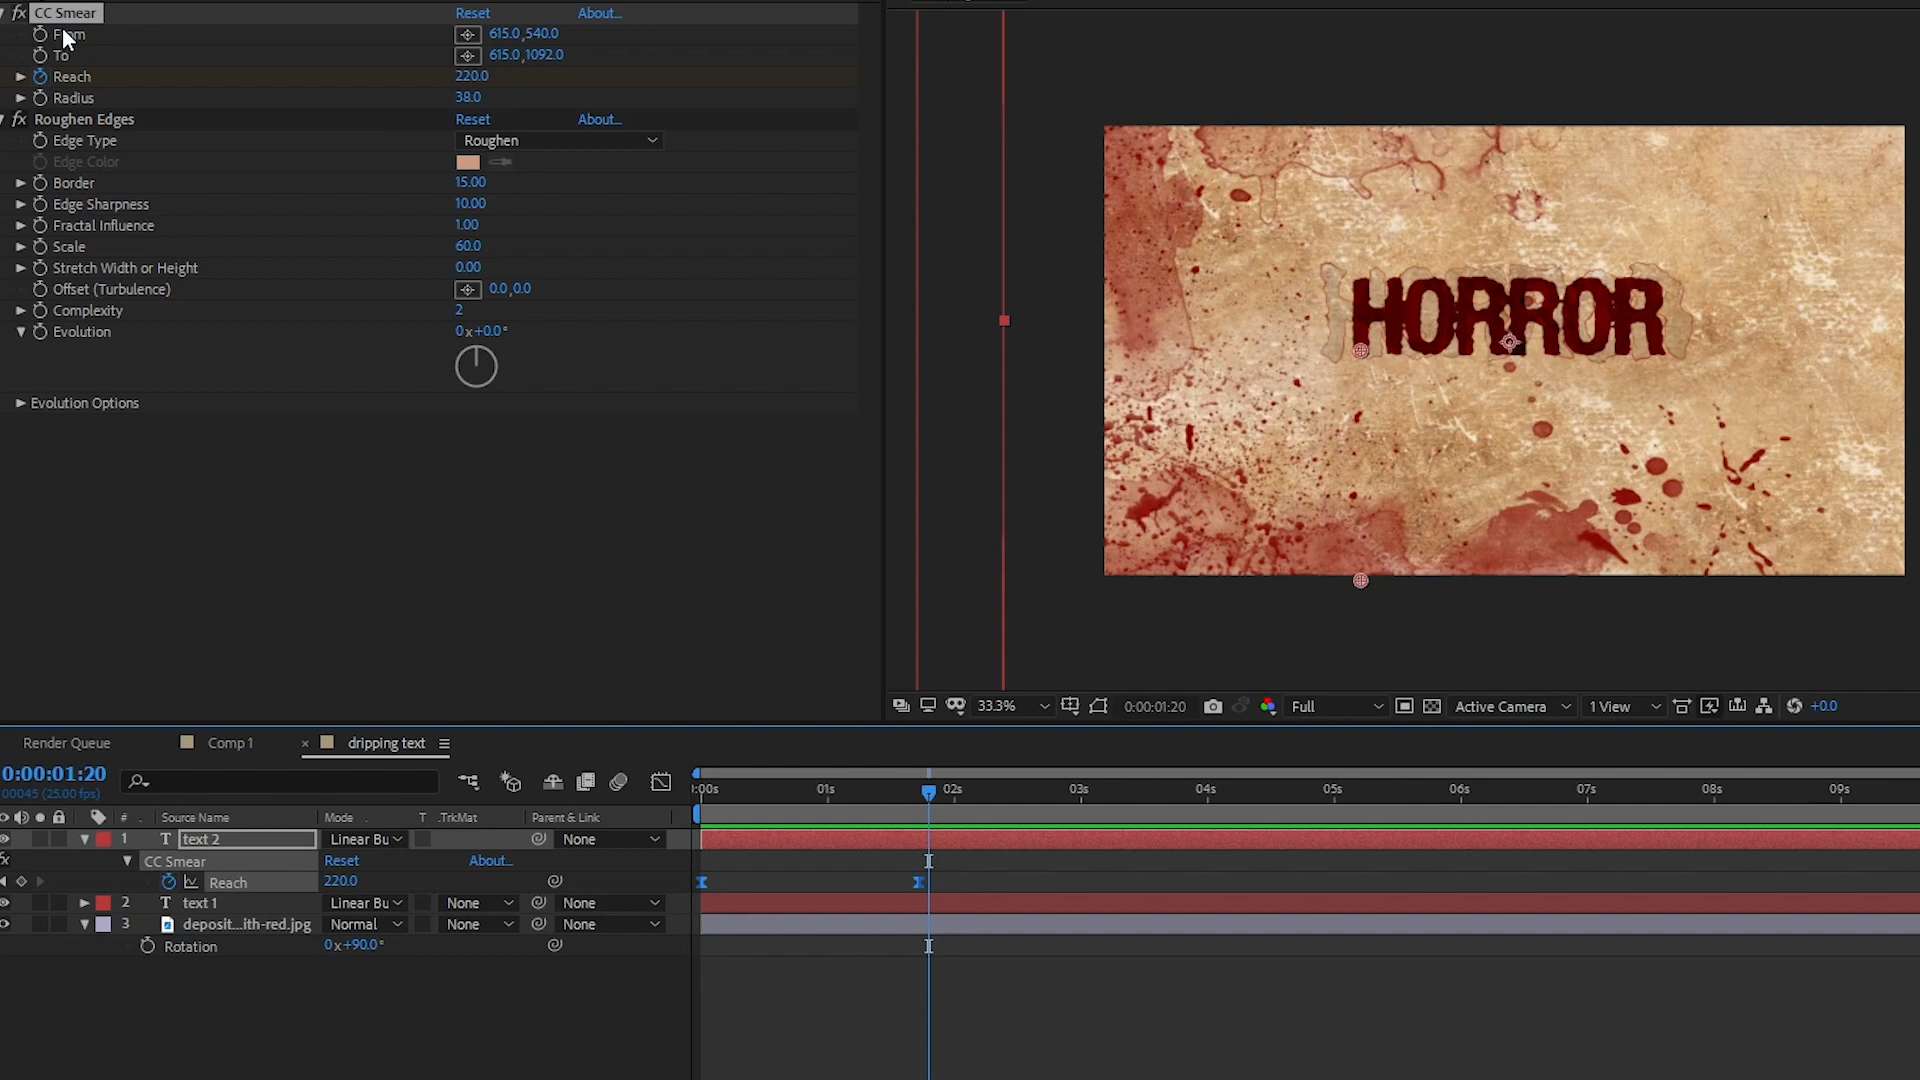 fx CC Smear Reset About...
From 615.0,540.0
To 615.0,1092.0
Reach 220.0
Radius 38.0
fx Roughen Edges Reset About...
Edge Type Roughen
Edge Color
Border 15.00
Edge Sharpness 10.00
Fractal Influence 1.00
Scale 60.0
Stretch Width or Height 0.00
Offset (Turbulence) 0.0,0.0
Complexity 2
Evolution 0x+0.0°
Evolution Options
HORROR
33.3% 0:00:01:20 Full Active Camera 1 View +0.0
Render Queue Comp 1 × dripping text
0:00:01:20
00045 (25.00 fps)
:00s 01s 02s 03s 04s 05s 06s 07s 08s 09s
# Source Name Mode T .TrkMat Parent & Link
1 T text 2 Linear Bu None
fx CC Smear Reset About...
Reach 220.0
2 T text 1 Linear Bu None None
3 deposit...ith-red.jpg Normal None None
Rotation 0x+90.0°